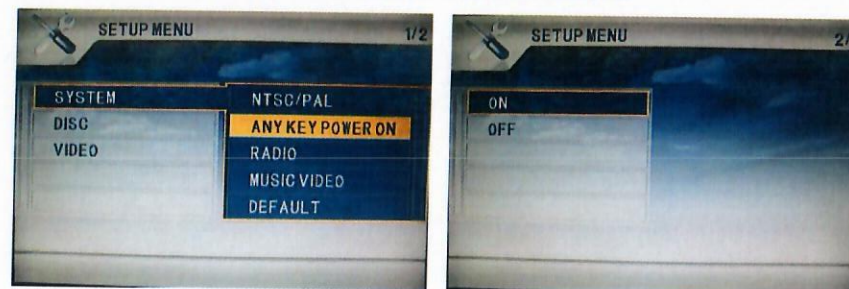 SETUP MENU 1/2
SYSTEM
DISC
VIDEO
NTSC/PAL
ANY KEY POWER ON
RADIO
MUSIC VIDEO
DEFAULT
SETUP MENU 2/
ON
OFF